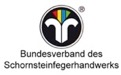 ®
Bundesverband des
Schornsteinfegerhandwerks